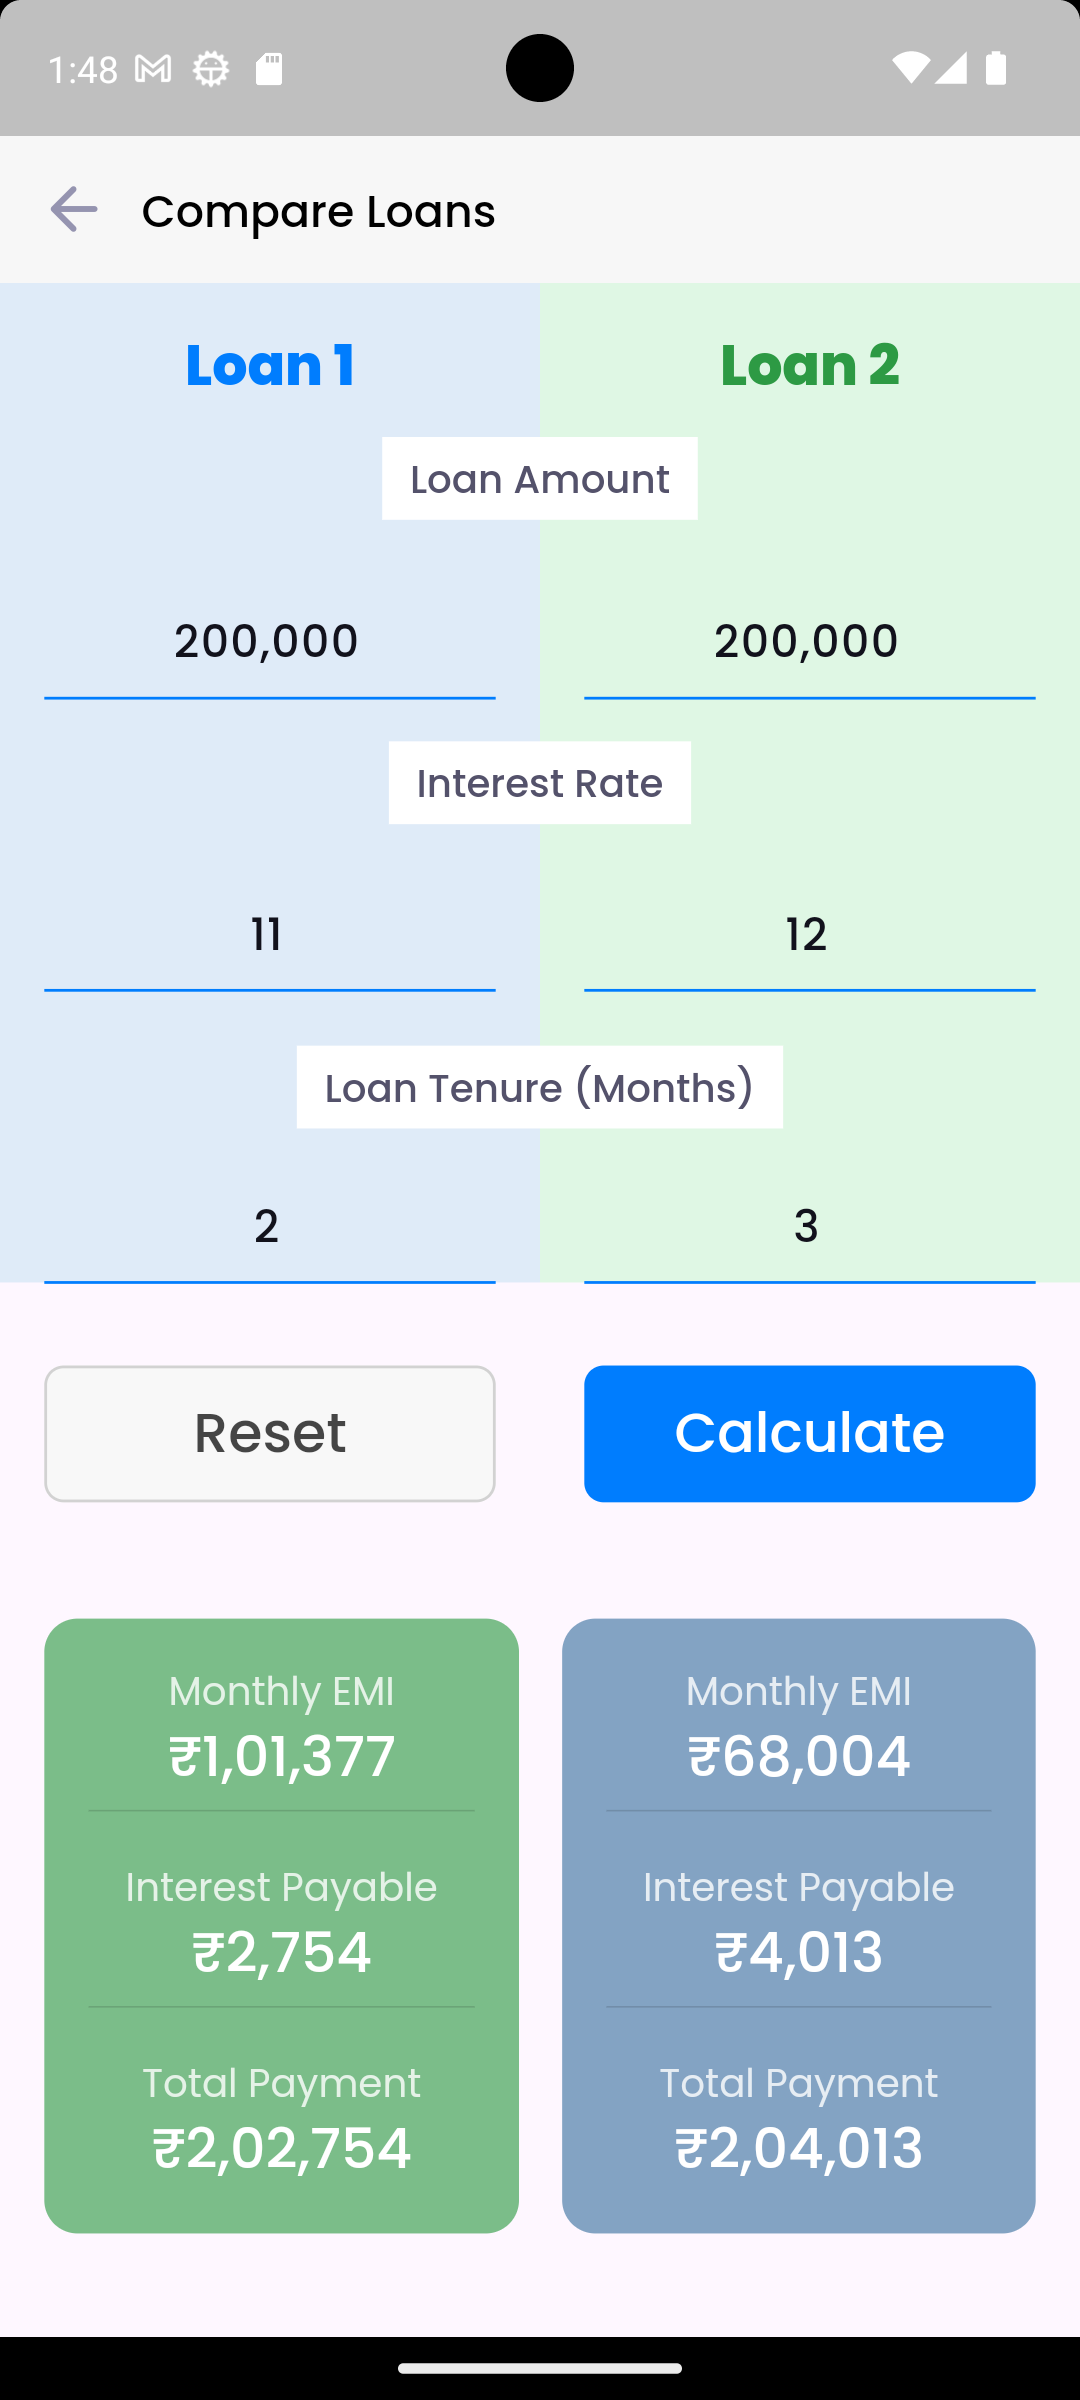 1:48
Compare Loans
Loan 1
Loan 2
Loan Amount
200,000
200,000
Interest Rate
11
12
Loan Tenure (Months)
2
3
Reset
Calculate
Monthly EMI
₹1,01,377
Interest Payable
₹2,754
Total Payment
₹2,02,754
Monthly EMI
₹68,004
Interest Payable
₹4,013
Total Payment
₹2,04,013